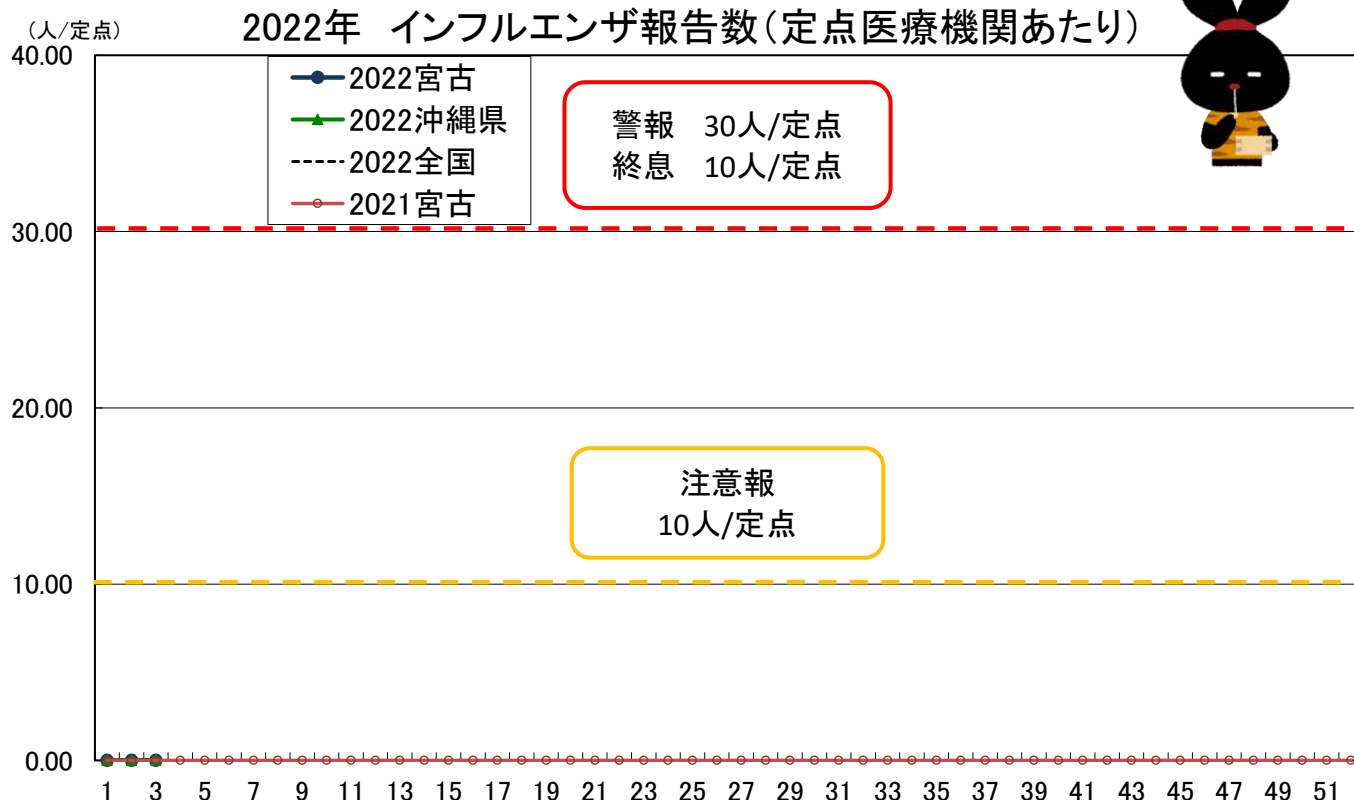 2022年 インフルエンザ報告数(定点医療機関あたり)
(人/定点)
40.00
30.00
20.00
10.00
0.00
2022宮古
2022沖縄県
2022全国
2021宮古
警報 30人/定点
終息 10人/定点
注意報
10人/定点
1 3 5 7 9 11 13 15 17 19 21 23 25 27 29 31 33 35 37 39 41 43 45 47 49 51